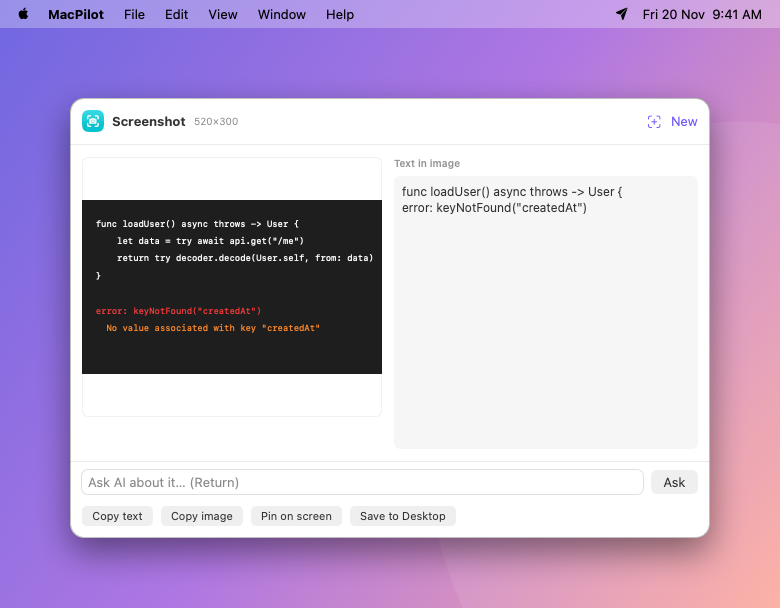 MacPilot File Edit View Window Help Fri 20 Nov 9:41 AM
Screenshot 520×300 New
func loadUser() async throws -> User {
    let data = try await api.get("/me")
    return try decoder.decode(User.self, from: data)
}
error: keyNotFound("createdAt")
  No value associated with key "createdAt"
Text in image
func loadUser() async throws -> User {
error: keyNotFound("createdAt")
Ask AI about it... (Return) Ask
Copy text Copy image Pin on screen Save to Desktop